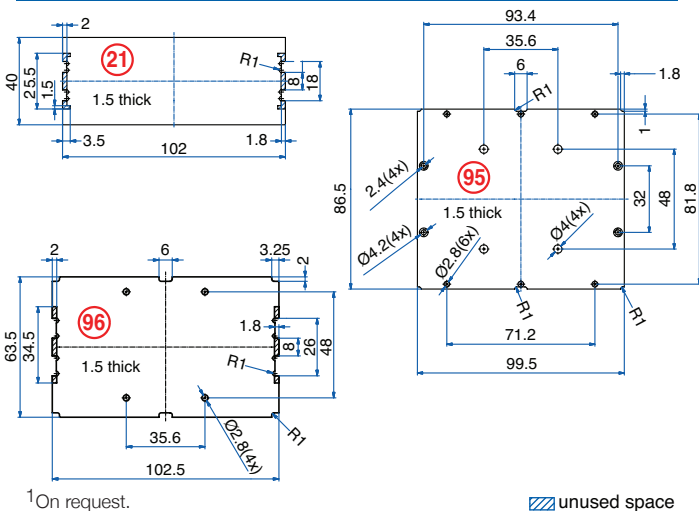 2
21
R1
40
25.5
1.5
1.5 thick
8
18
3.5
1.8
102
93.4
35.6
6
1.8
R1
1
2.4(4x)
95
86.5
1.5 thick
32
48
81.8
Ø4.2(4x)
Ø2.8(6x)
Ø4(4x)
R1
R1
71.2
99.5
2
6
3.25
2
96
63.5
34.5
1.8
1.5 thick
8
26
48
R1
35.6
Ø2.8(4x)
R1
102.5
1On request.
unused space